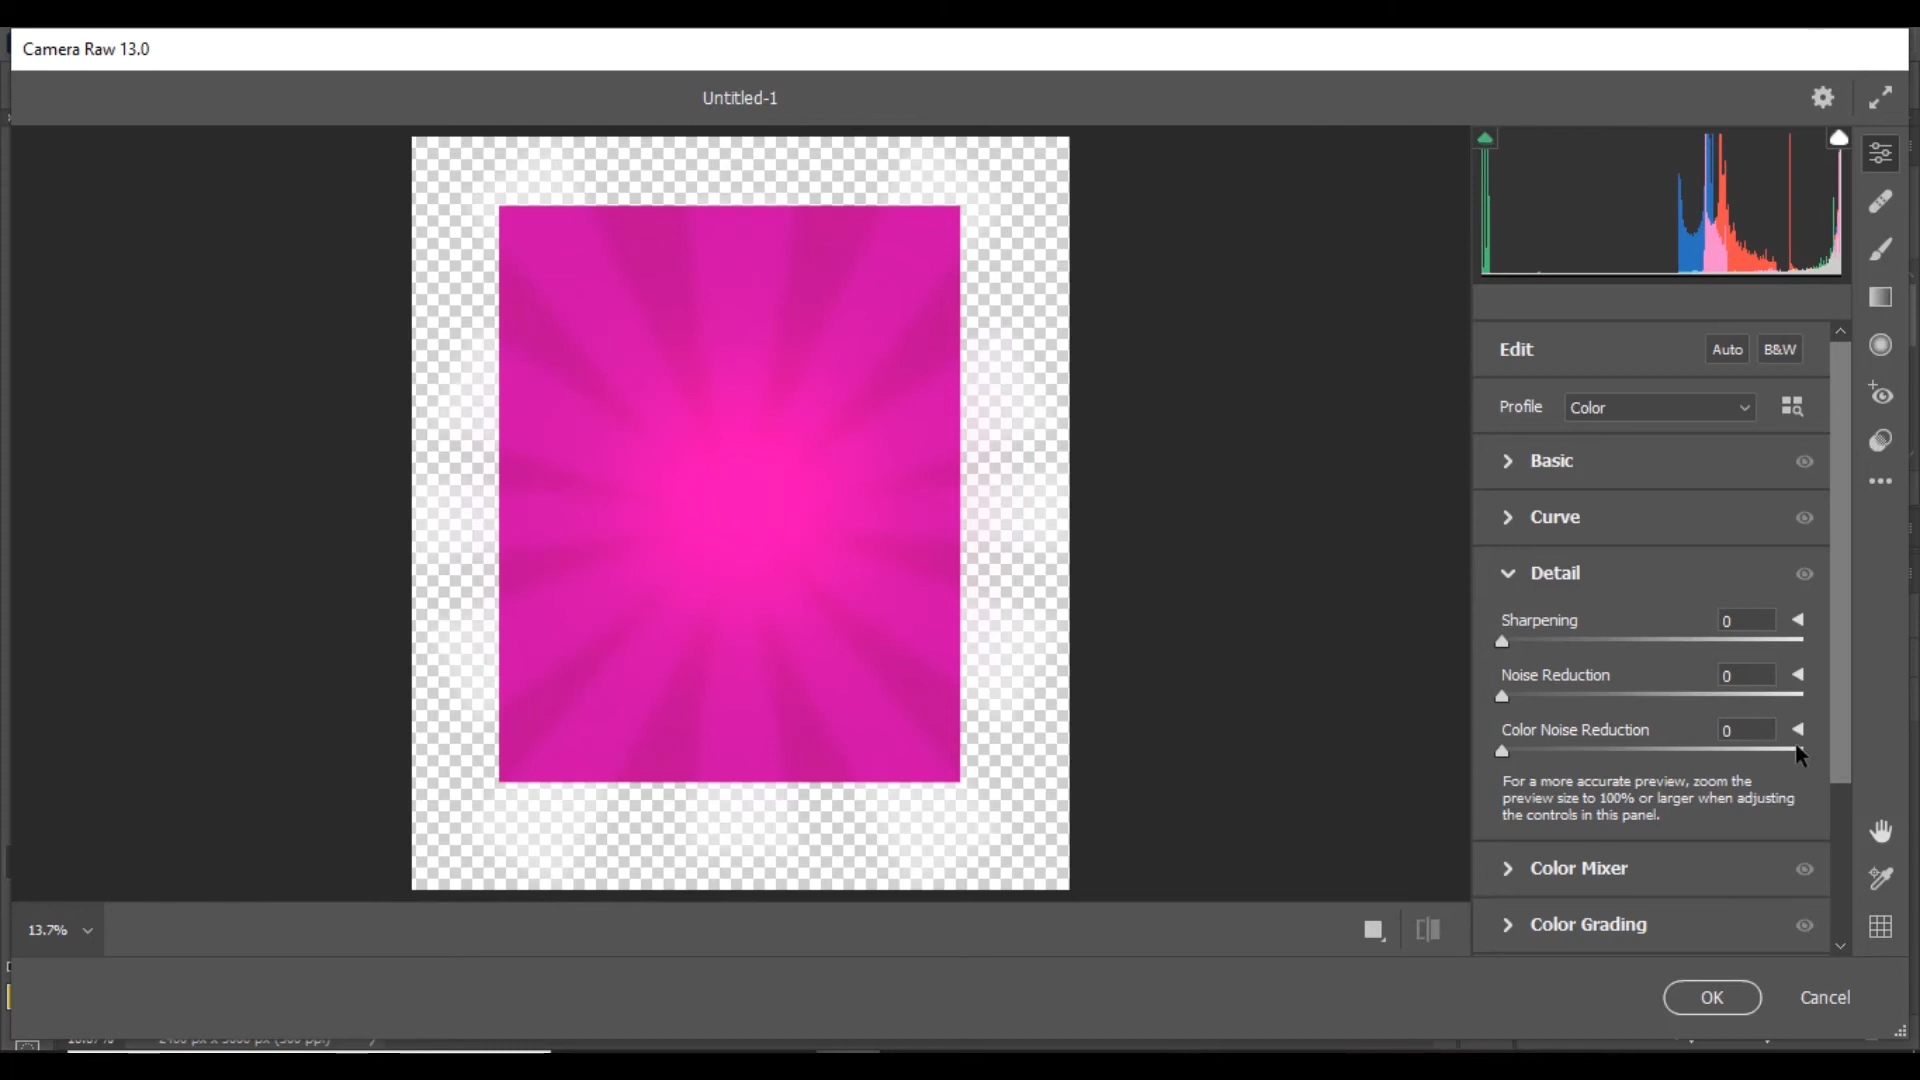 Camera Raw 13.0
Untitled-1
Edit
Auto
B&W
Profile
Color
Basic
Curve
Detail
Sharpening
0
Noise Reduction
0
Color Noise Reduction
0
For a more accurate preview, zoom the
preview size to 100% or larger when adjusting
the controls in this panel.
Color Mixer
Color Grading
13.7%
OK
Cancel